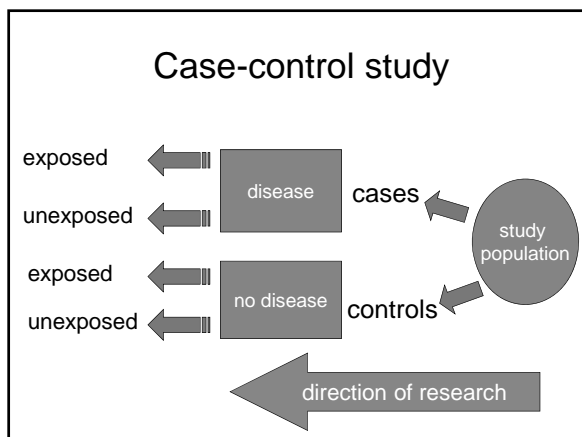 Case-control study
exposed
unexposed
disease
cases
exposed
unexposed
no disease
controls
study
population
direction of research